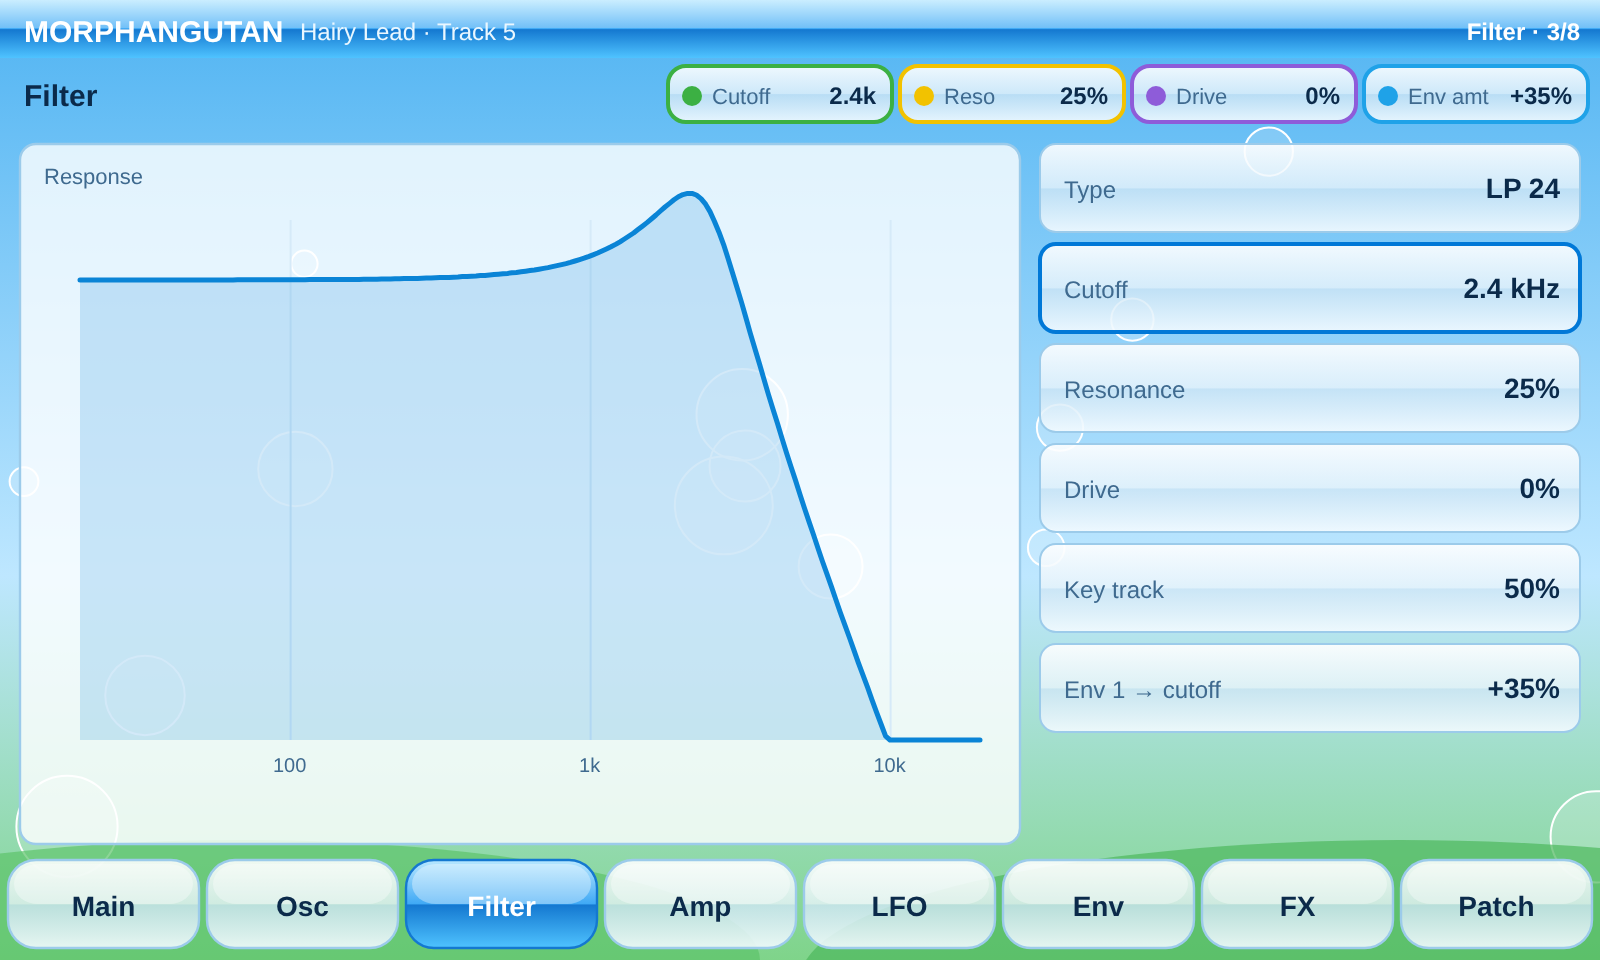 MORPHANGUTAN Hairy Lead · Track 5 Filter · 3/8
Filter
Cutoff 2.4k
Reso 25%
Drive 0%
Env amt +35%
Response
100 1k 10k
Type LP 24
Cutoff 2.4 kHz
Resonance 25%
Drive 0%
Key track 50%
Env 1 → cutoff +35%
Main Osc Filter Amp LFO Env FX Patch